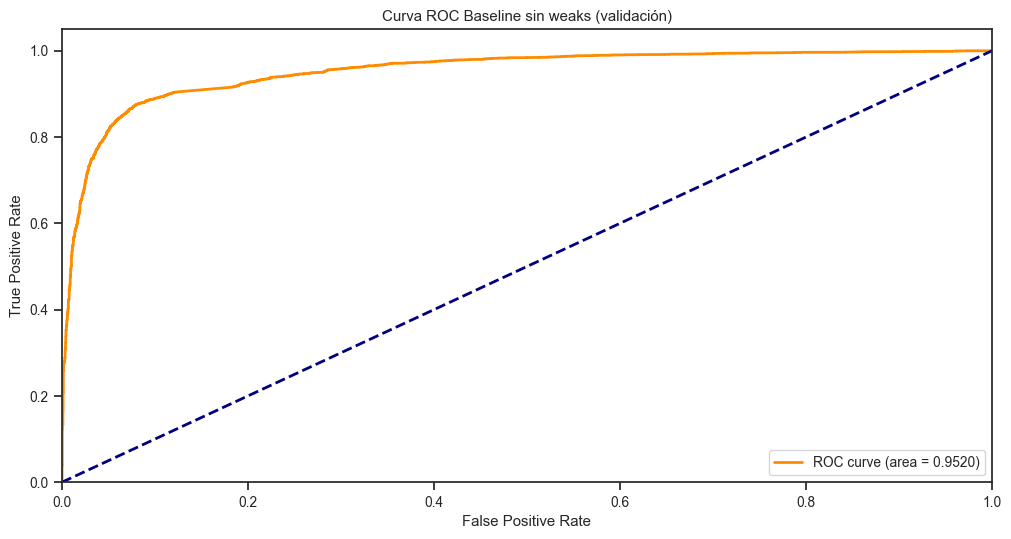 Curva ROC Baseline sin weaks (validación)
1.0
0.8
0.6
0.4
0.2
0.0
True Positive Rate
ROC curve (area = 0.9520)
0.0 0.2 0.4 0.6 0.8 1.0
False Positive Rate